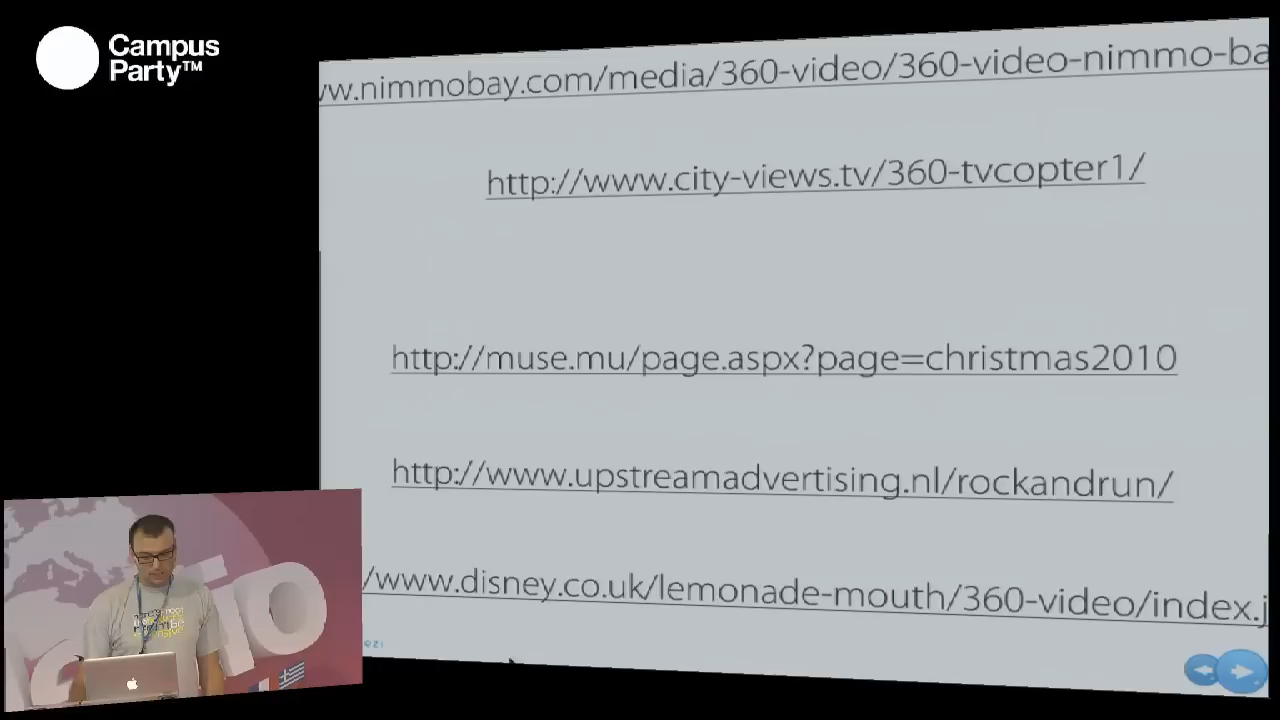 Campus
Party™
ww.nimmobay.com/media/360-video/360-video-nimmo-ba
http://www.city-views.tv/360-tvcopter1/
http://muse.mu/page.aspx?page=christmas2010
http://www.upstreamadvertising.nl/rockandrun/
/www.disney.co.uk/lemonade-mouth/360-video/index.j